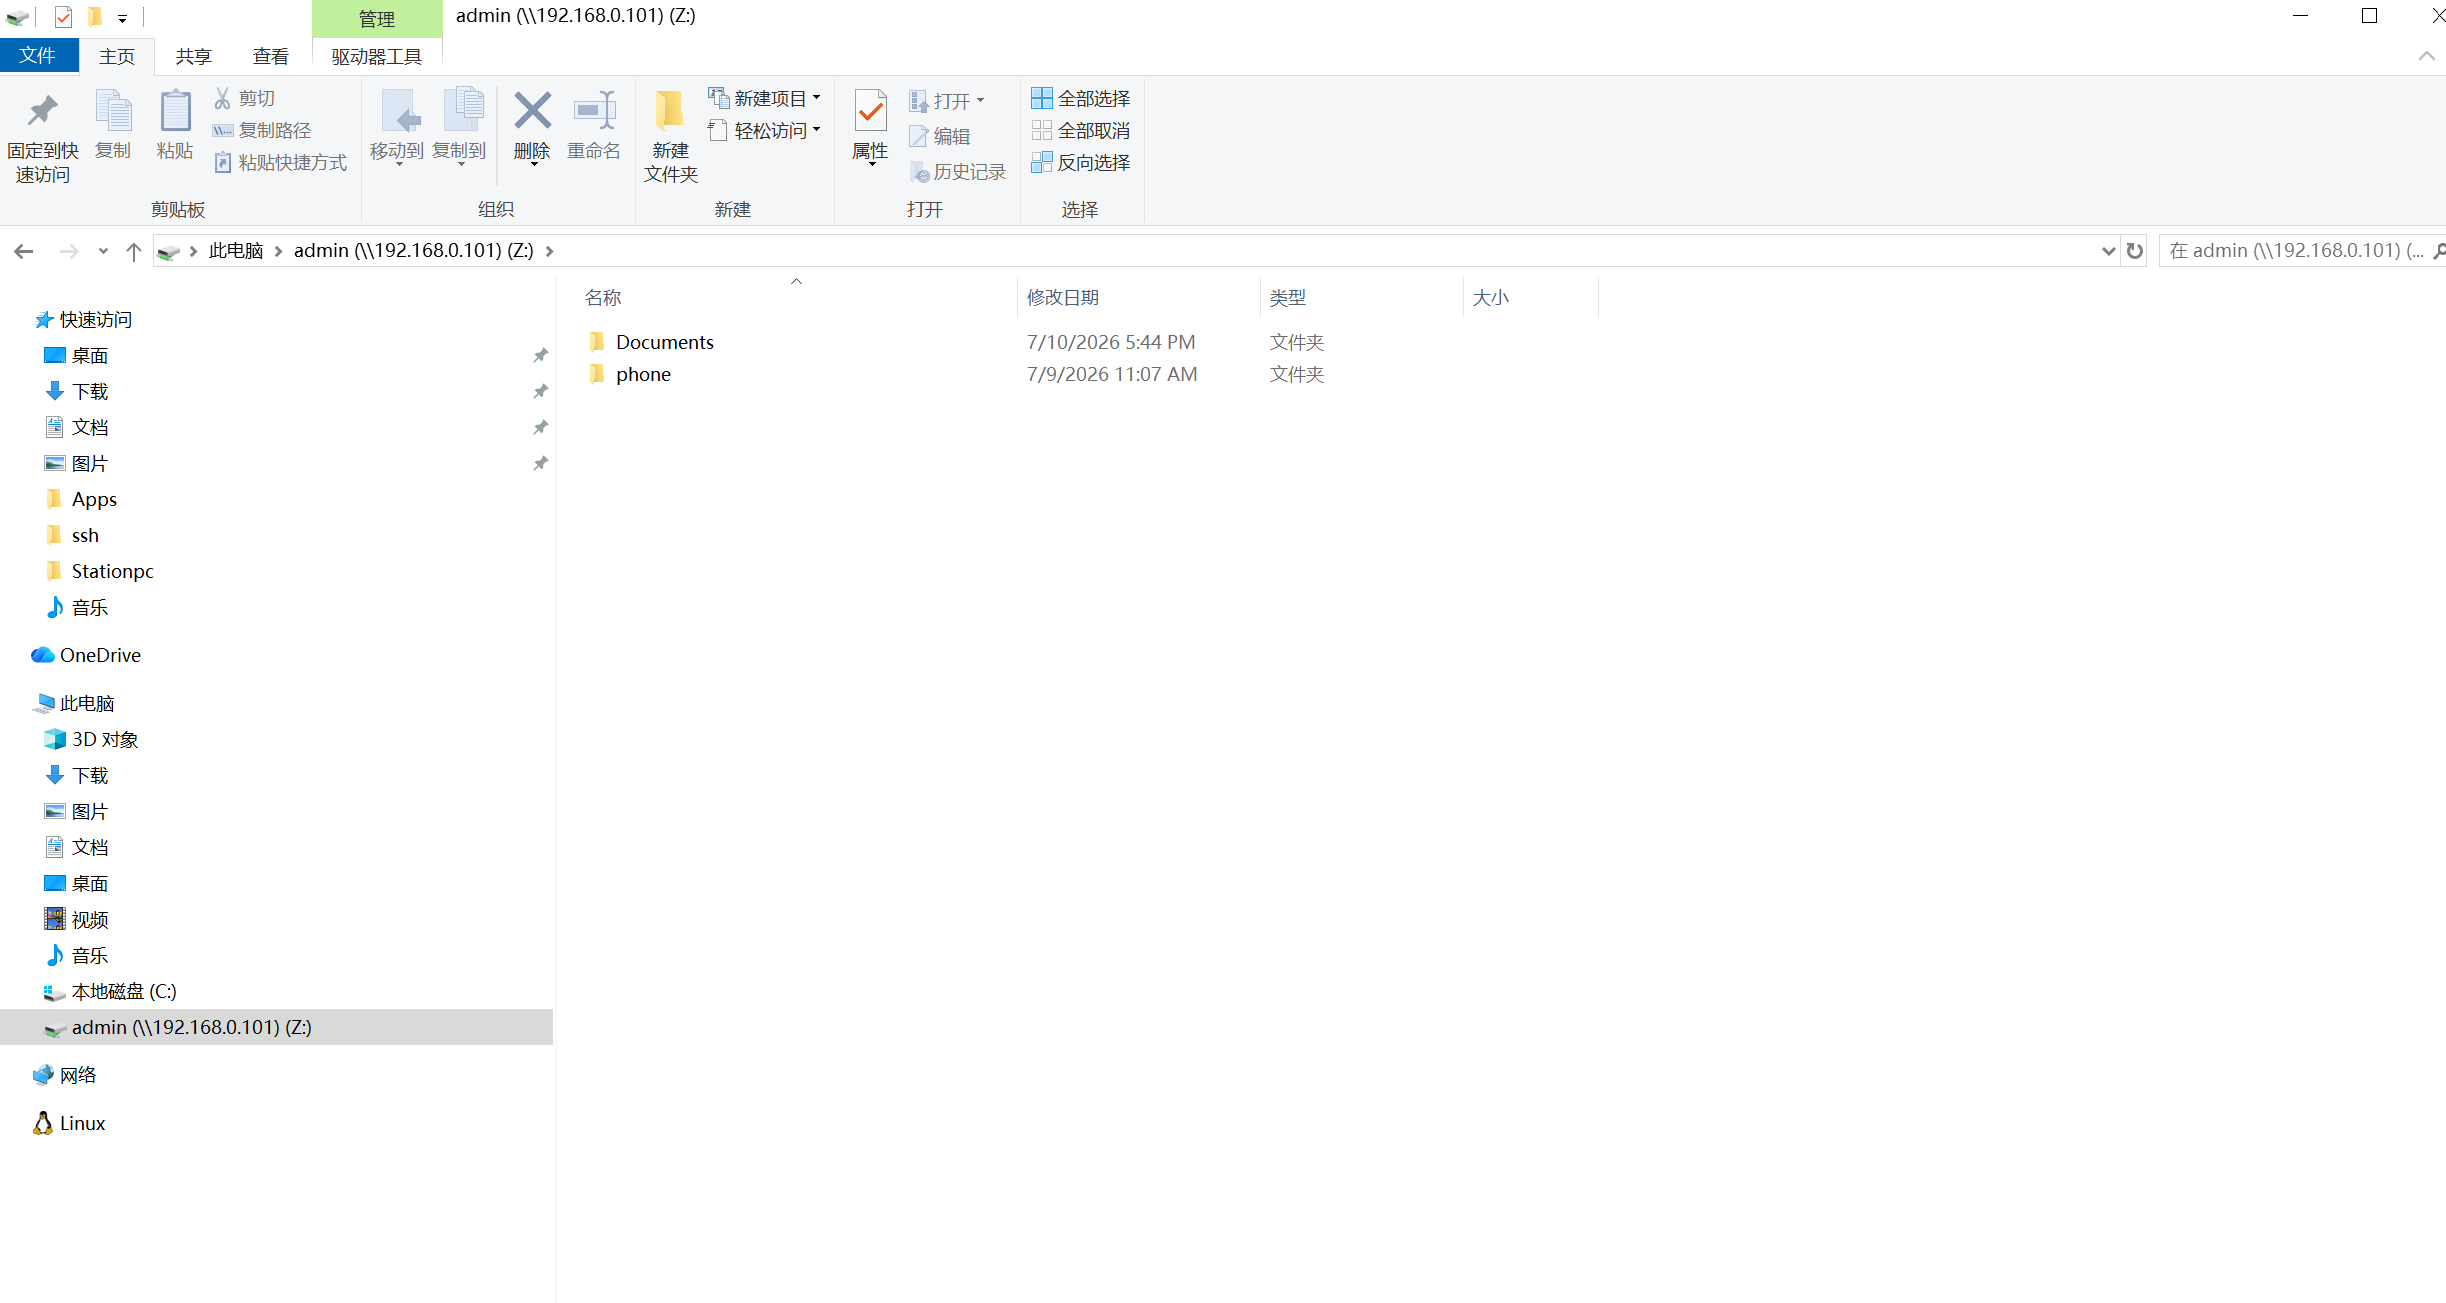 管理
admin (\\192.168.0.101) (Z:)
文件
主页
共享
查看
驱动器工具
固定到快
速访问
复制
粘贴
剪切
复制路径
粘贴快捷方式
剪贴板
移动到
复制到
删除
重命名
组织
新建
文件夹
新建项目
轻松访问
新建
属性
打开
编辑
历史记录
打开
全部选择
全部取消
反向选择
选择
此电脑
admin (\\192.168.0.101) (Z:)
在 admin (\\192.168.0.101) (...
名称
修改日期
类型
大小
Documents
7/10/2026 5:44 PM
文件夹
phone
7/9/2026 11:07 AM
文件夹
快速访问
桌面
下载
文档
图片
Apps
ssh
Stationpc
音乐
OneDrive
此电脑
3D 对象
下载
图片
文档
桌面
视频
音乐
本地磁盘 (C:)
admin (\\192.168.0.101) (Z:)
网络
Linux